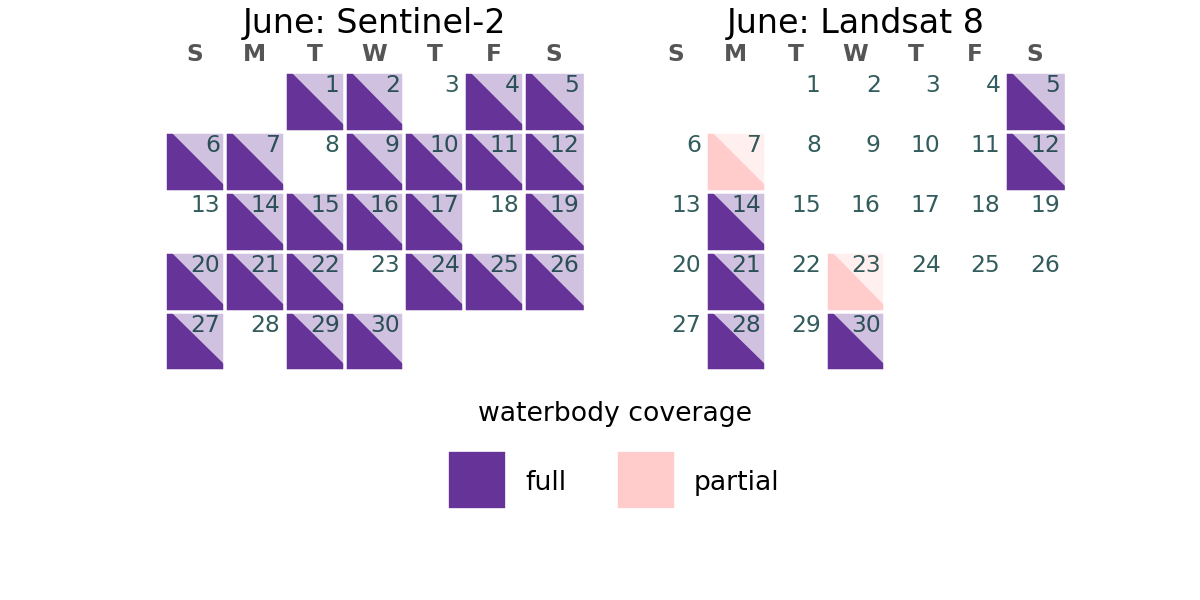 June: Sentinel-2
S M T W T F S
1 2 3 4 5
6 7 8 9 10 11 12
13 14 15 16 17 18 19
20 21 22 23 24 25 26
27 28 29 30
June: Landsat 8
S M T W T F S
1 2 3 4 5
6 7 8 9 10 11 12
13 14 15 16 17 18 19
20 21 22 23 24 25 26
27 28 29 30
waterbody coverage
full partial